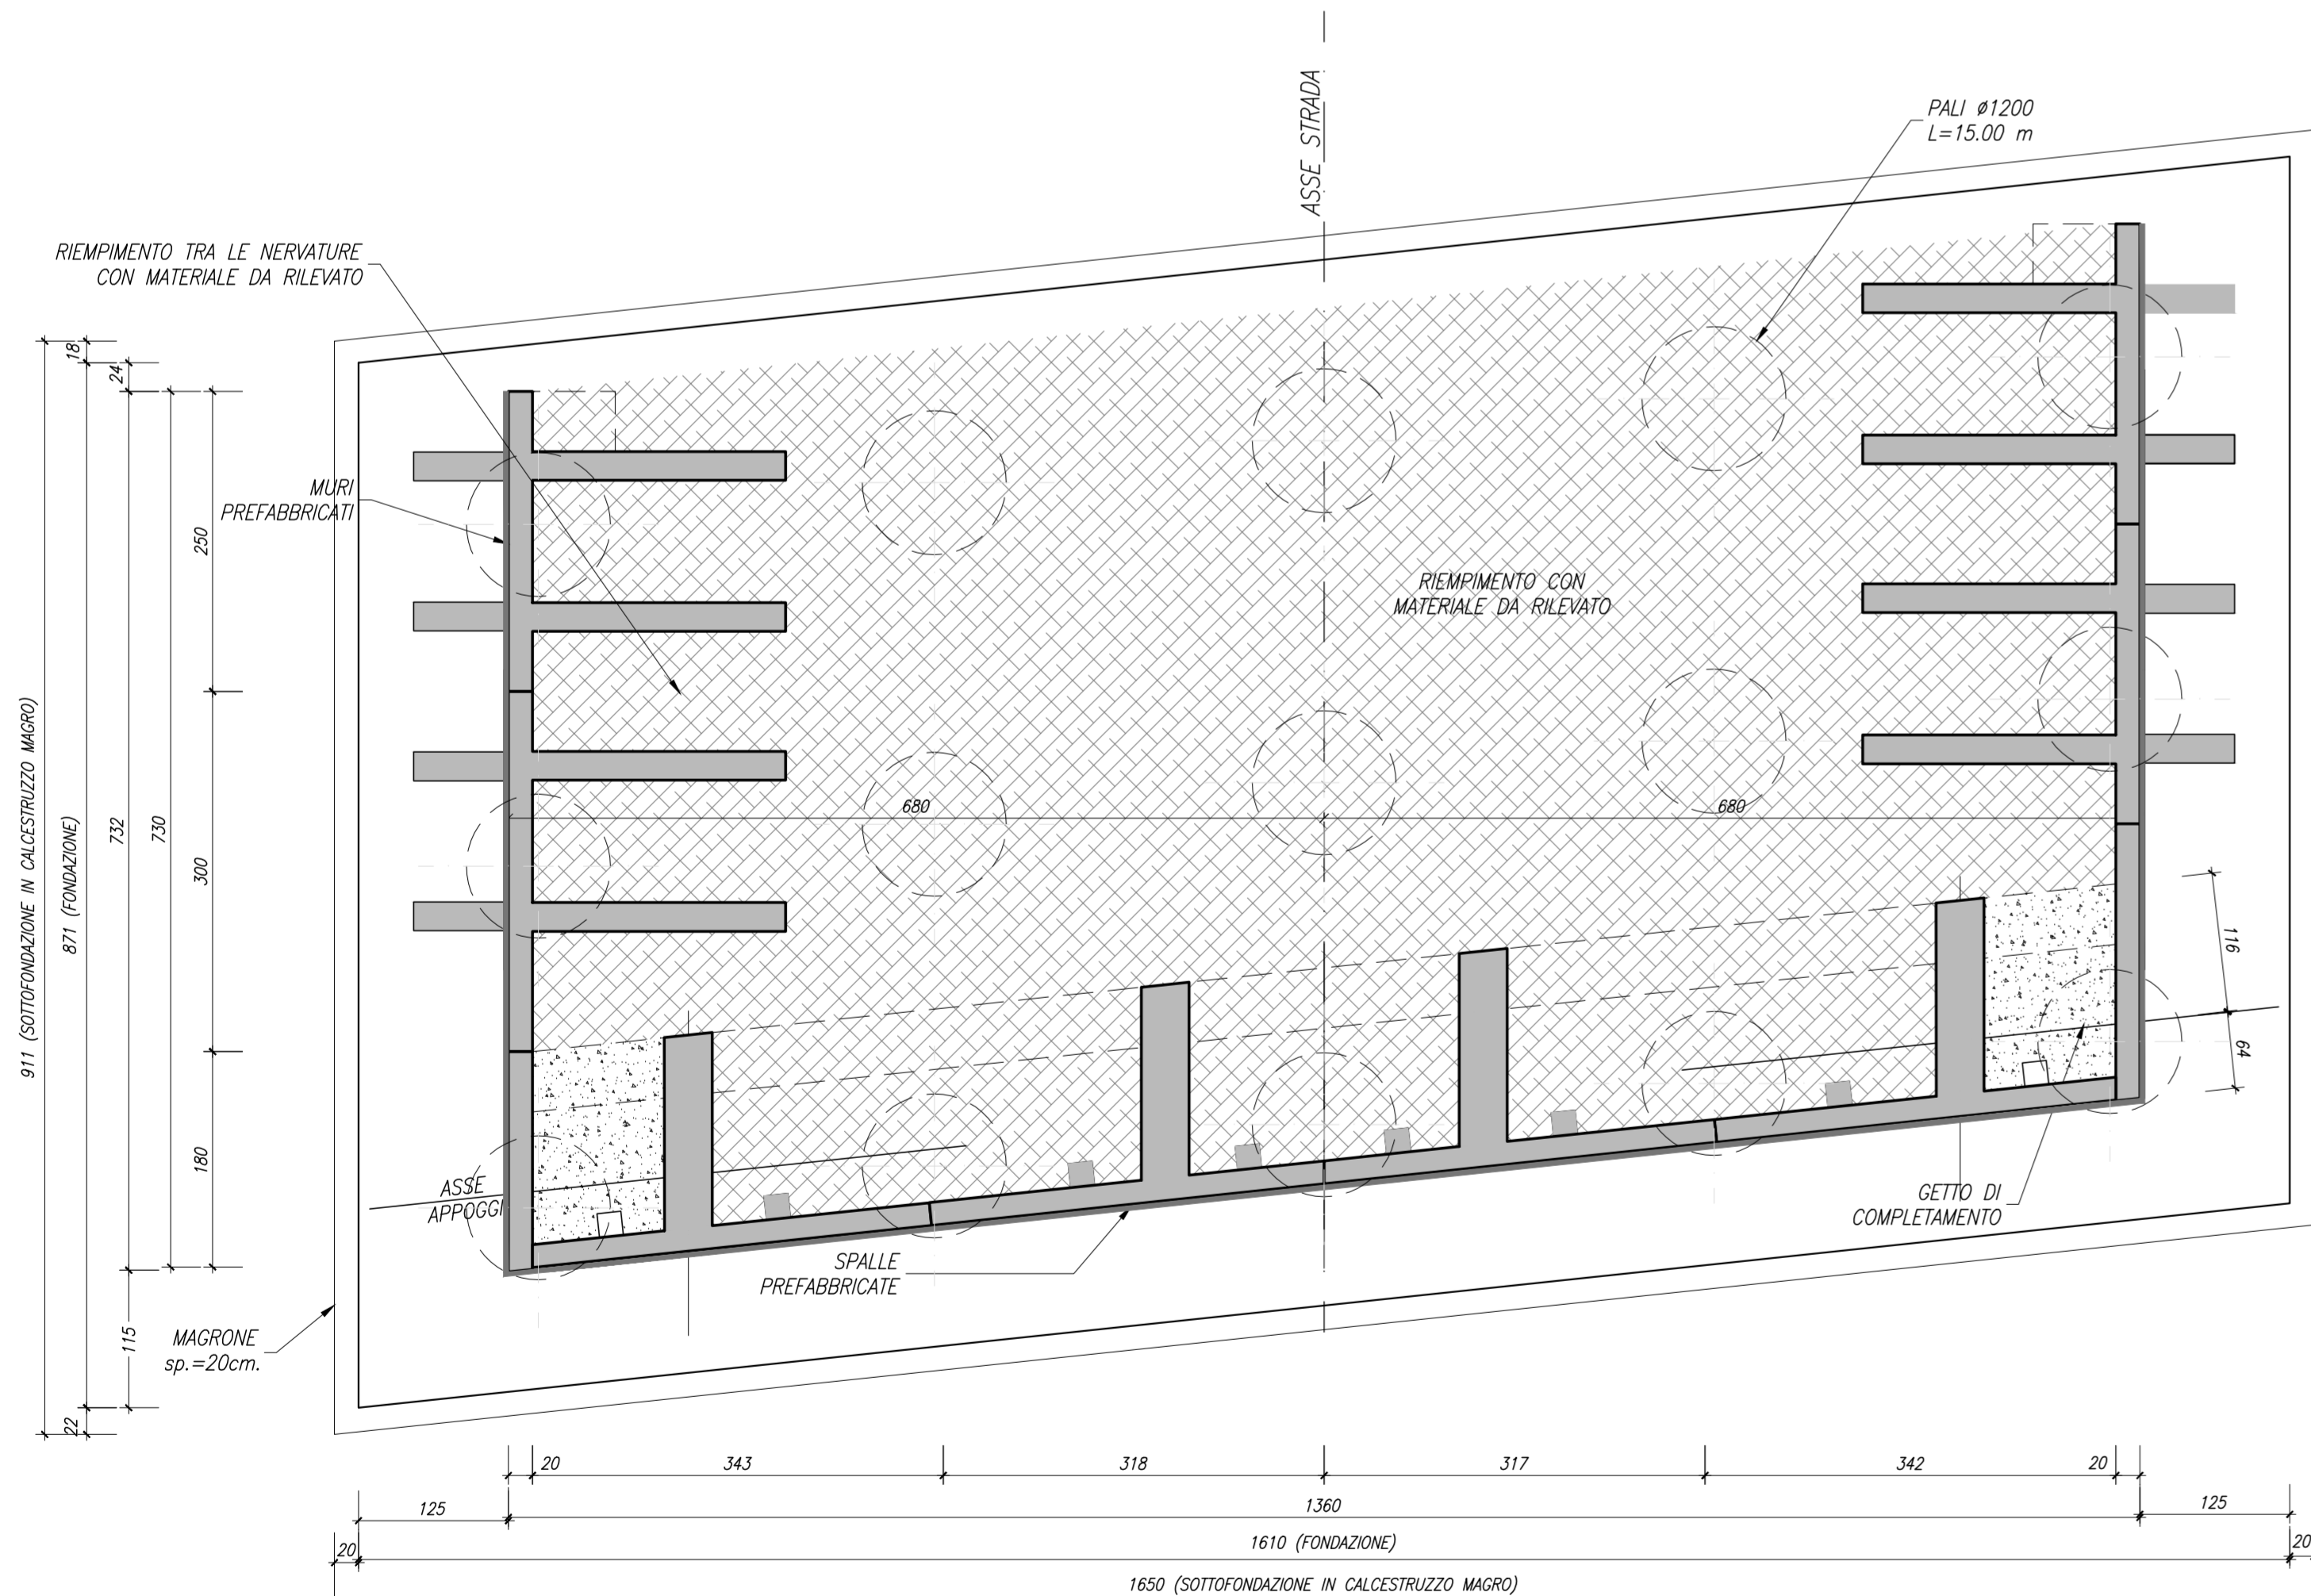 ASSE STRADA
PALI ø1200
L=15.00 m
RIEMPIMENTO TRA LE NERVATURE
CON MATERIALE DA RILEVATO
MURI
PREFABBRICATI
RIEMPIMENTO CON
MATERIALE DA RILEVATO
18
24
250
911 (SOTTOFONDAZIONE IN CALCESTRUZZO MAGRO)
871 (FONDAZIONE)
732
730
300
180
115
22
680
680
116
64
ASSE
APPOGGI
GETTO DI
COMPLETAMENTO
SPALLE
PREFABBRICATE
MAGRONE
sp.=20cm.
20
343
318
317
342
20
125
1360
125
20
1610 (FONDAZIONE)
20
1650 (SOTTOFONDAZIONE IN CALCESTRUZZO MAGRO)